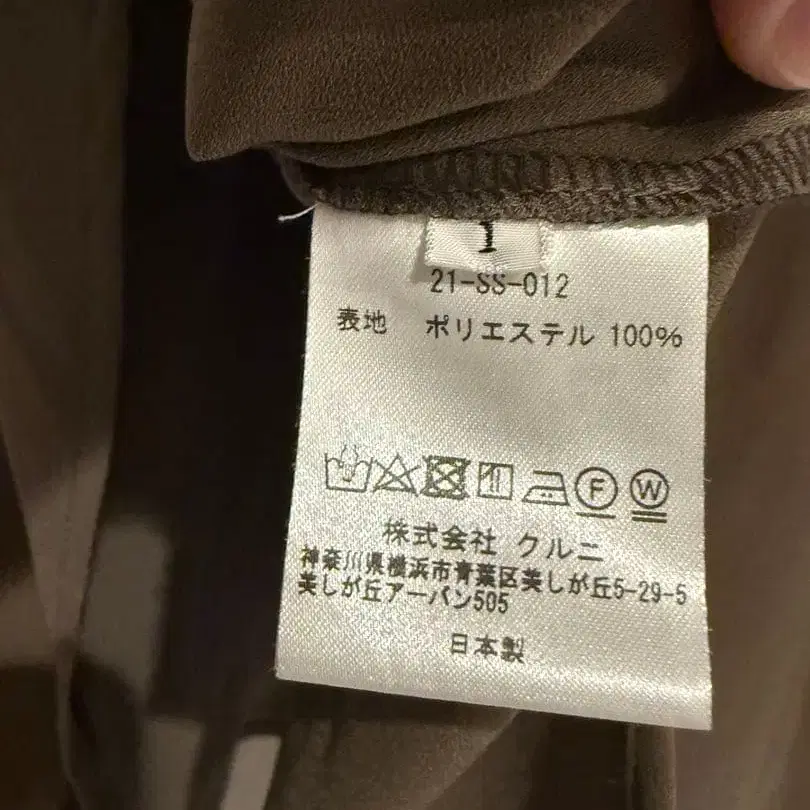 1
21-SS-012
表地 ポリエステル 100%
F W
株式会社 クルニ
神奈川県横浜市青葉区美しが丘5-29-5
美しが丘アーバン505
日本製